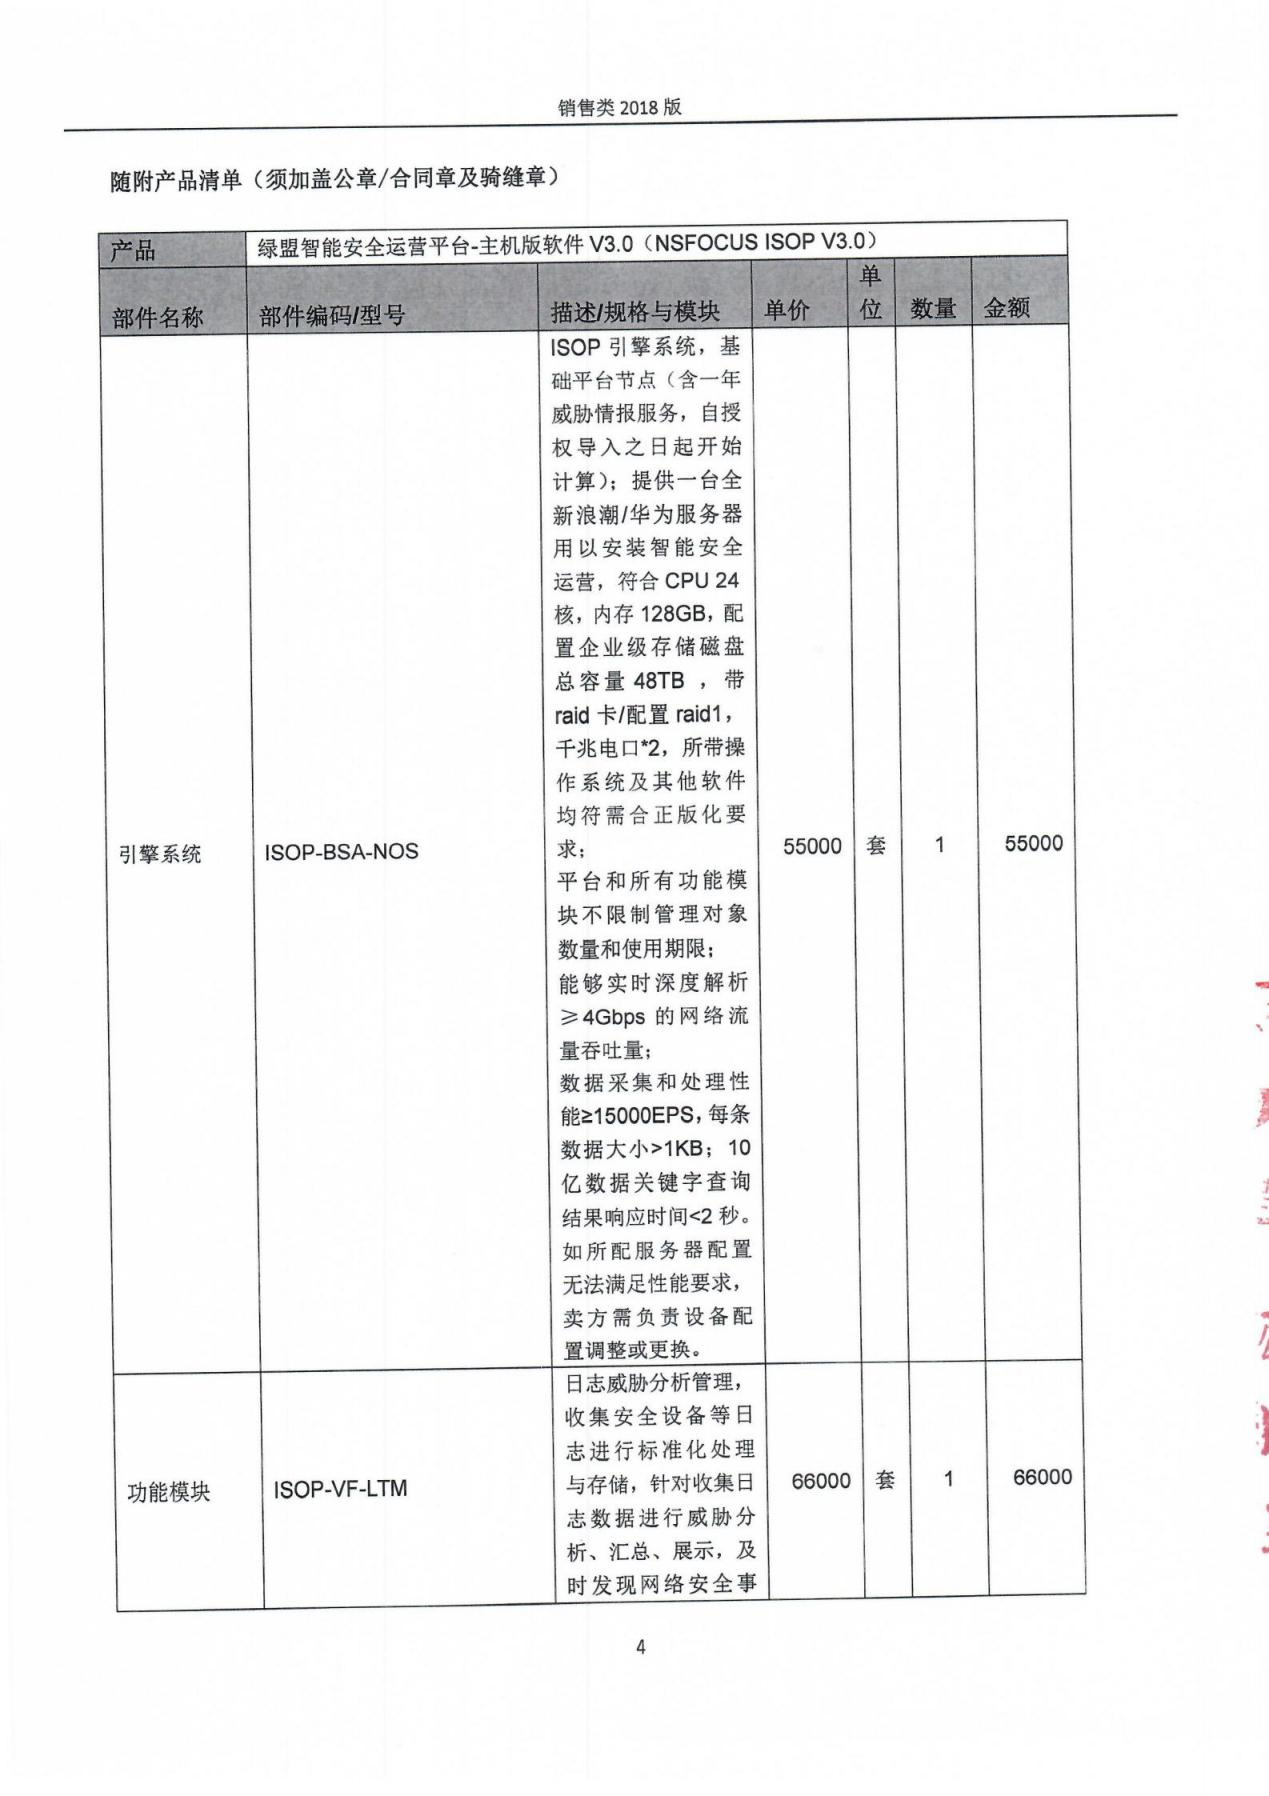 销售类 2018 版
随附产品清单（须加盖公章/合同章及骑缝章）
产品 绿盟智能安全运营平台-主机版软件 V3.0（NSFOCUS ISOP V3.0）
部件名称 部件编码/型号 描述/规格与模块 单价 单位 数量 金额
ISOP 引擎系统，基
础平台节点（含一年
威胁情报服务，自授
权导入之日起开始
计算）；提供一台全
新浪潮/华为服务器
用以安装智能安全
运营，符合 CPU 24
核，内存 128GB，配
置企业级存储磁盘
总容量 48TB ，带
raid 卡/配置 raid1，
千兆电口*2，所带操
作系统及其他软件
均符需合正版化要
求；
引擎系统 ISOP-BSA-NOS 55000 套 1 55000
平台和所有功能模
块不限制管理对象
数量和使用期限；
能够实时深度解析
≥4Gbps 的网络流
量吞吐量；
数据采集和处理性
能≥15000EPS，每条
数据大小>1KB；10
亿数据关键字查询
结果响应时间<2 秒。
如所配服务器配置
无法满足性能要求，
卖方需负责设备配
置调整或更换。
日志威胁分析管理，
收集安全设备等日
志进行标准化处理
与存储，针对收集日
功能模块 ISOP-VF-LTM 66000 套 1 66000
志数据进行威胁分
析、汇总、展示，及
时发现网络安全事
4